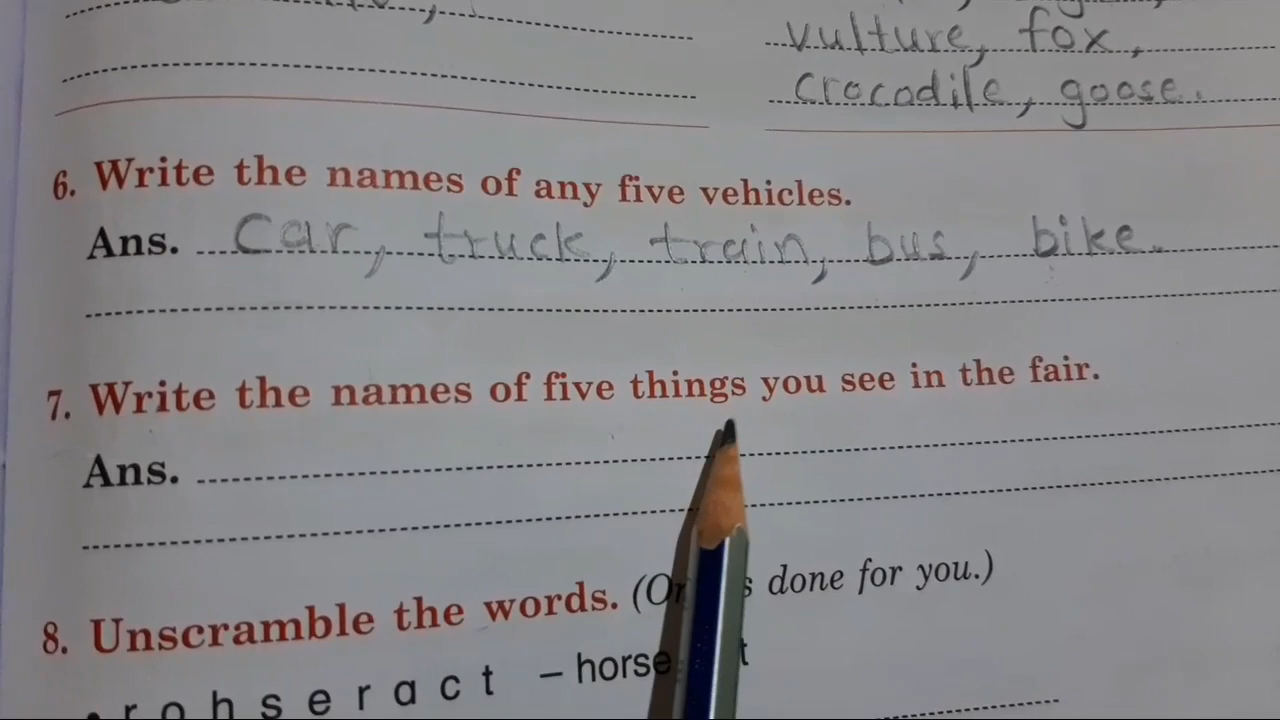 vulture, fox,
crocodile, goose.
6. Write the names of any five vehicles.
Ans. Car, truck, train, bus, bike.
7. Write the names of five things you see in the fair.
Ans.
8. Unscramble the words. done for you.)
r o h s e r a c t – horse